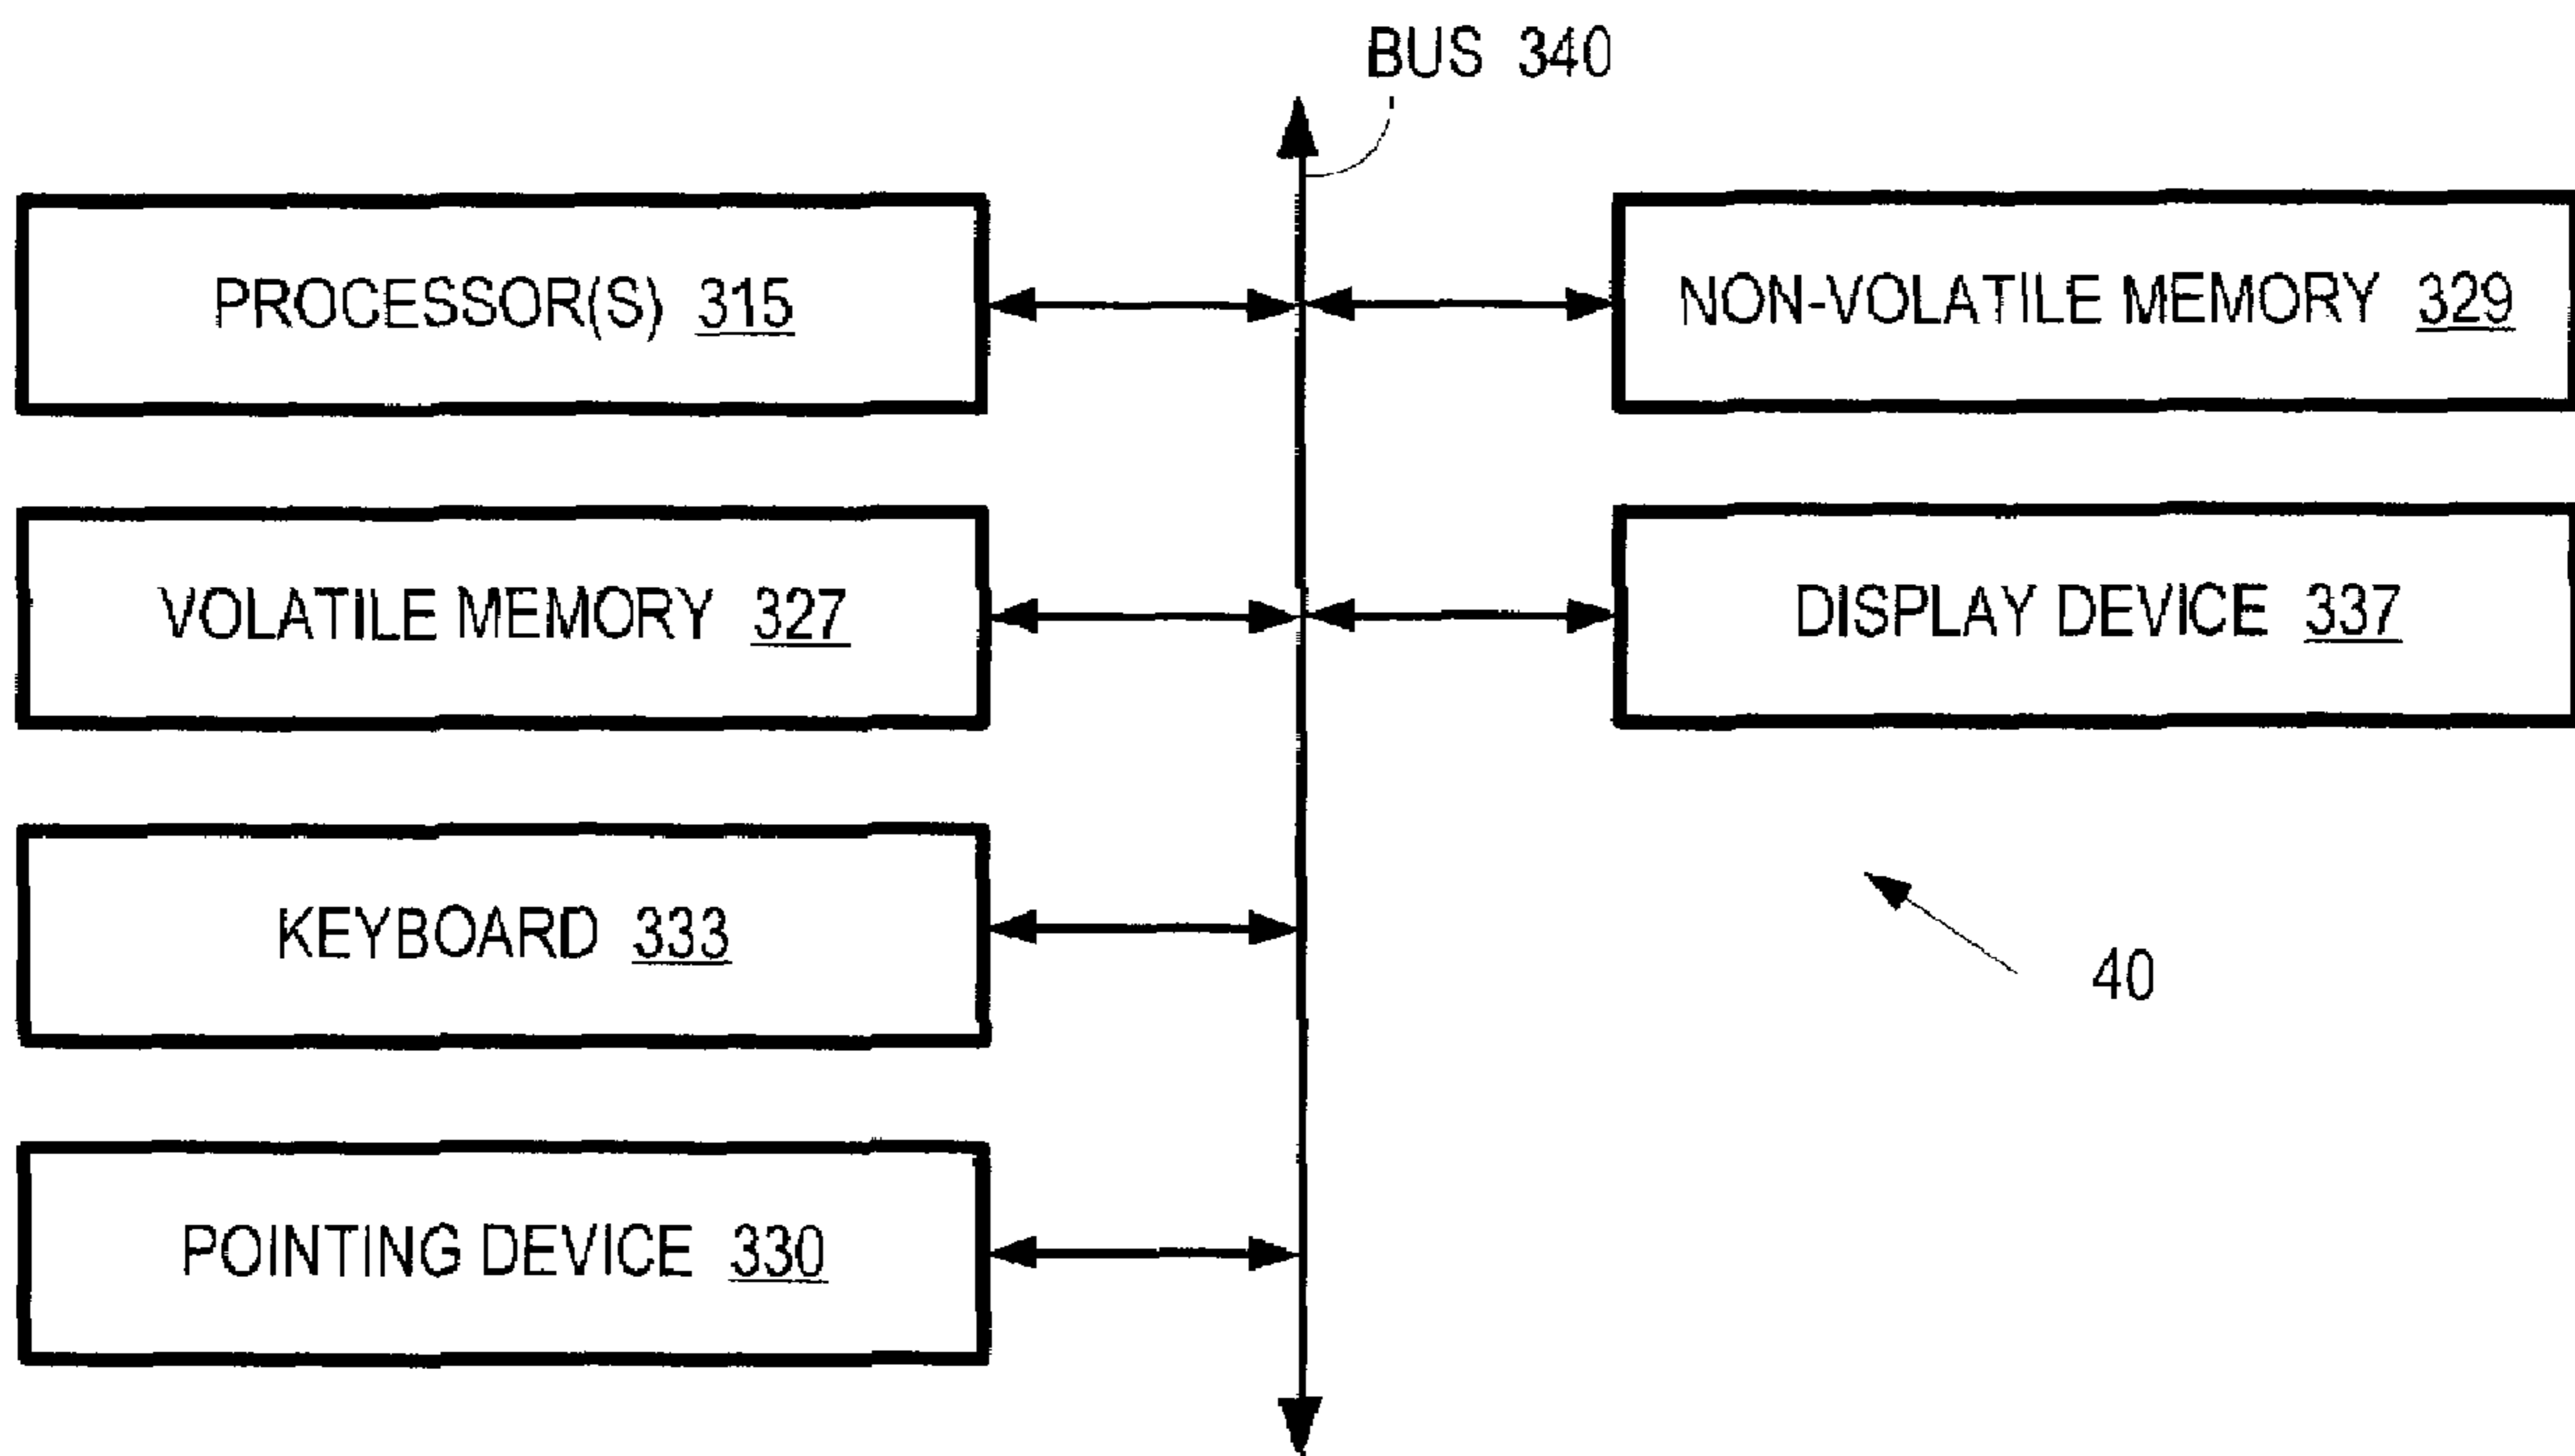 BUS 340
PROCESSOR(S) 315
NON-VOLATILE MEMORY 329
VOLATILE MEMORY 327
DISPLAY DEVICE 337
KEYBOARD 333
40
POINTING DEVICE 330